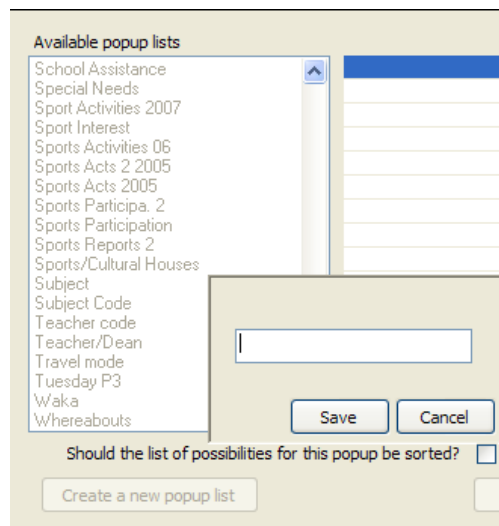 Available popup lists
School Assistance
Special Needs
Sport Activities 2007
Sport Interest
Sports Activities 06
Sports Acts 2 2005
Sports Acts 2005
Sports Participa. 2
Sports Participation
Sports Reports 2
Sports/Cultural Houses
Subject
Subject Code
Teacher code
Teacher/Dean
Travel mode
Tuesday P3
Waka
Whereabouts
Save Cancel
Should the list of possibilities for this popup be sorted?
Create a new popup list